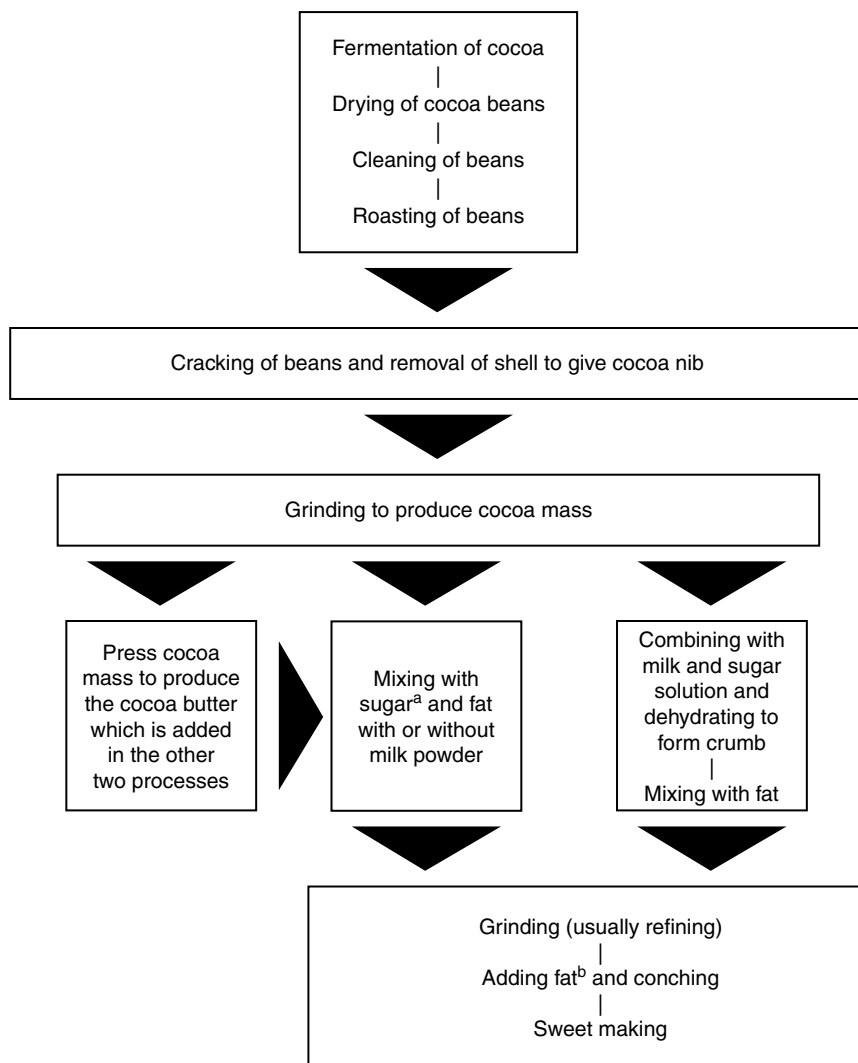 Fermentation of cocoa
Drying of cocoa beans
Cleaning of beans
Roasting of beans
Cracking of beans and removal of shell to give cocoa nib
Grinding to produce cocoa mass
Press cocoa
mass to produce
the cocoa butter
which is added
in the other
two processes
Mixing with
sugarᵃ and fat
with or without
milk powder
Combining with
milk and sugar
solution and
dehydrating to
form crumb
Mixing with fat
Grinding (usually refining)
Adding fatᵇ and conching
Sweet making